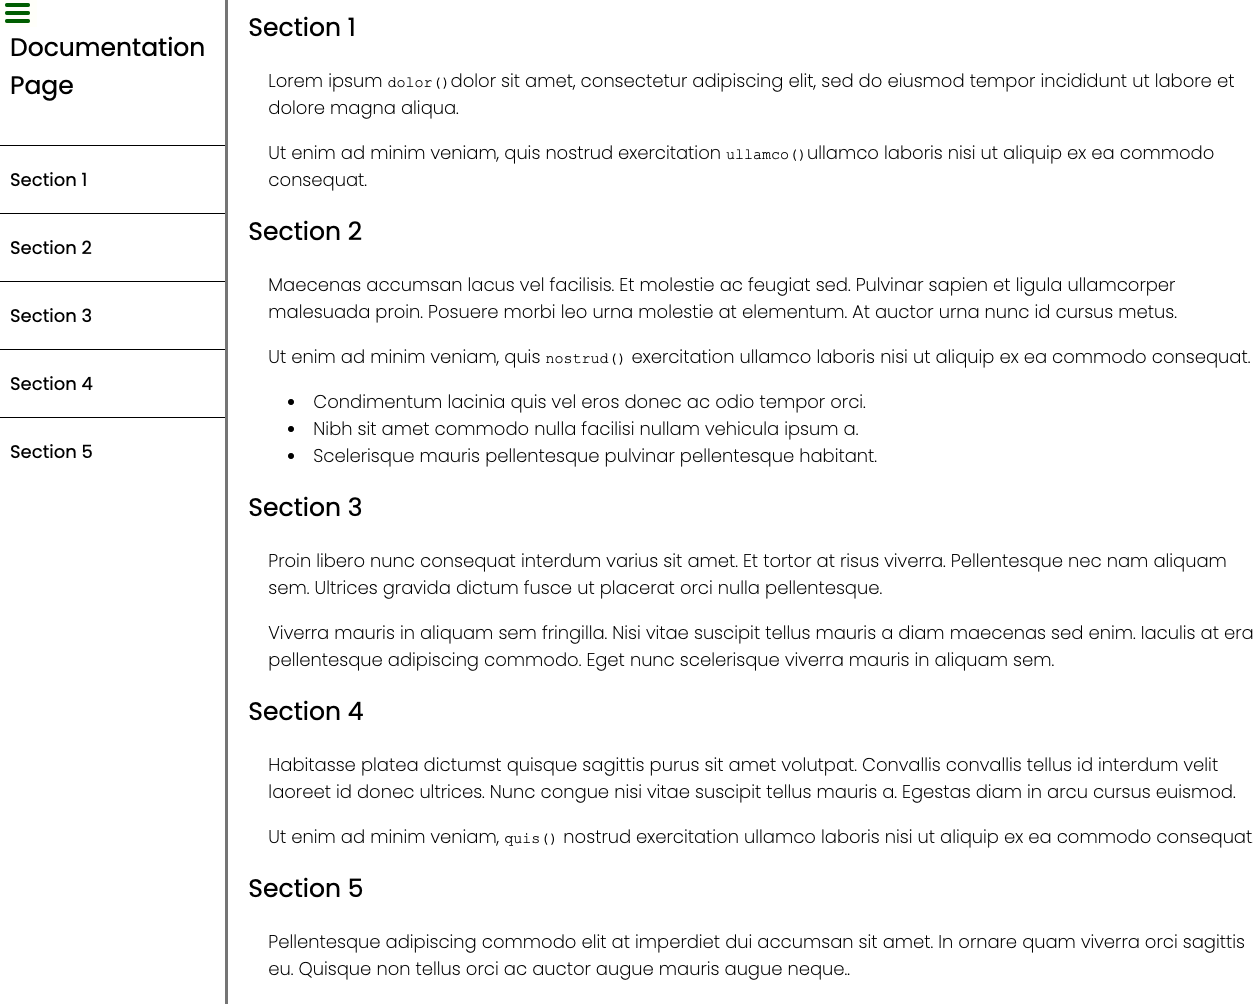 Documentation
Page
Section 1
Section 2
Section 3
Section 4
Section 5
Section 1
Lorem ipsum dolor()dolor sit amet, consectetur adipiscing elit, sed do eiusmod tempor incididunt ut labore et
dolore magna aliqua.
Ut enim ad minim veniam, quis nostrud exercitation ullamco()ullamco laboris nisi ut aliquip ex ea commodo
consequat.
Section 2
Maecenas accumsan lacus vel facilisis. Et molestie ac feugiat sed. Pulvinar sapien et ligula ullamcorper
malesuada proin. Posuere morbi leo urna molestie at elementum. At auctor urna nunc id cursus metus.
Ut enim ad minim veniam, quis nostrud() exercitation ullamco laboris nisi ut aliquip ex ea commodo consequat.
• Condimentum lacinia quis vel eros donec ac odio tempor orci.
• Nibh sit amet commodo nulla facilisi nullam vehicula ipsum a.
• Scelerisque mauris pellentesque pulvinar pellentesque habitant.
Section 3
Proin libero nunc consequat interdum varius sit amet. Et tortor at risus viverra. Pellentesque nec nam aliquam
sem. Ultrices gravida dictum fusce ut placerat orci nulla pellentesque.
Viverra mauris in aliquam sem fringilla. Nisi vitae suscipit tellus mauris a diam maecenas sed enim. Iaculis at era
pellentesque adipiscing commodo. Eget nunc scelerisque viverra mauris in aliquam sem.
Section 4
Habitasse platea dictumst quisque sagittis purus sit amet volutpat. Convallis convallis tellus id interdum velit
laoreet id donec ultrices. Nunc congue nisi vitae suscipit tellus mauris a. Egestas diam in arcu cursus euismod.
Ut enim ad minim veniam, quis() nostrud exercitation ullamco laboris nisi ut aliquip ex ea commodo consequat
Section 5
Pellentesque adipiscing commodo elit at imperdiet dui accumsan sit amet. In ornare quam viverra orci sagittis
eu. Quisque non tellus orci ac auctor augue mauris augue neque..